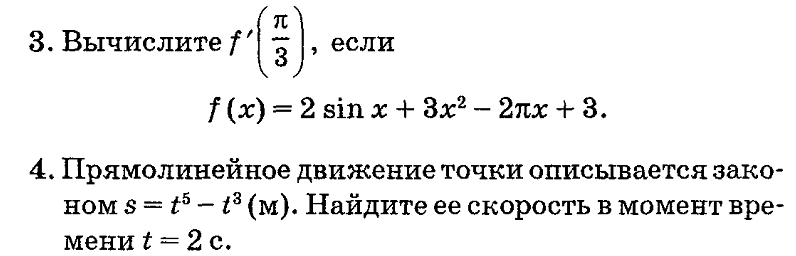 3. Вычислите f′(π/3), если
f (x) = 2 sin x + 3x² − 2πx + 3.
4. Прямолинейное движение точки описывается зако-
ном s = t⁵ − t³ (м). Найдите ее скорость в момент вре-
мени t = 2 с.